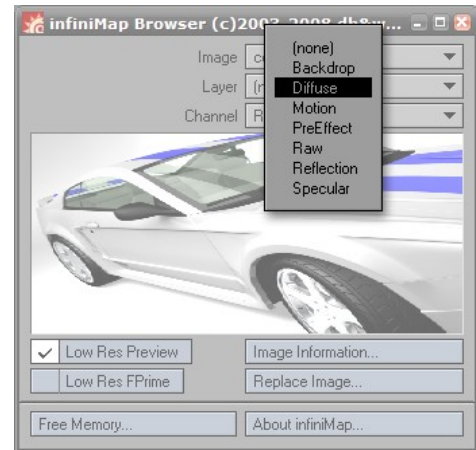 infiniMap Browser (c)2003-2008 db&w...
Image
Layer
Channel
(none)
Backdrop
Diffuse
Motion
PreEffect
Raw
Reflection
Specular
Low Res Preview
Image Information...
Low Res FPrime
Replace Image...
Free Memory...
About infiniMap...